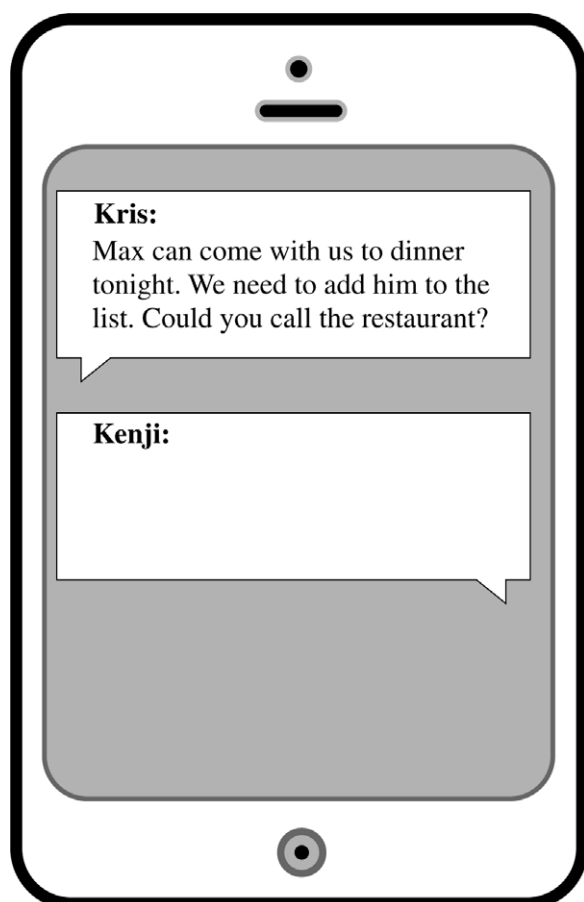 Kris:
Max can come with us to dinner
tonight. We need to add him to the
list. Could you call the restaurant?
Kenji: